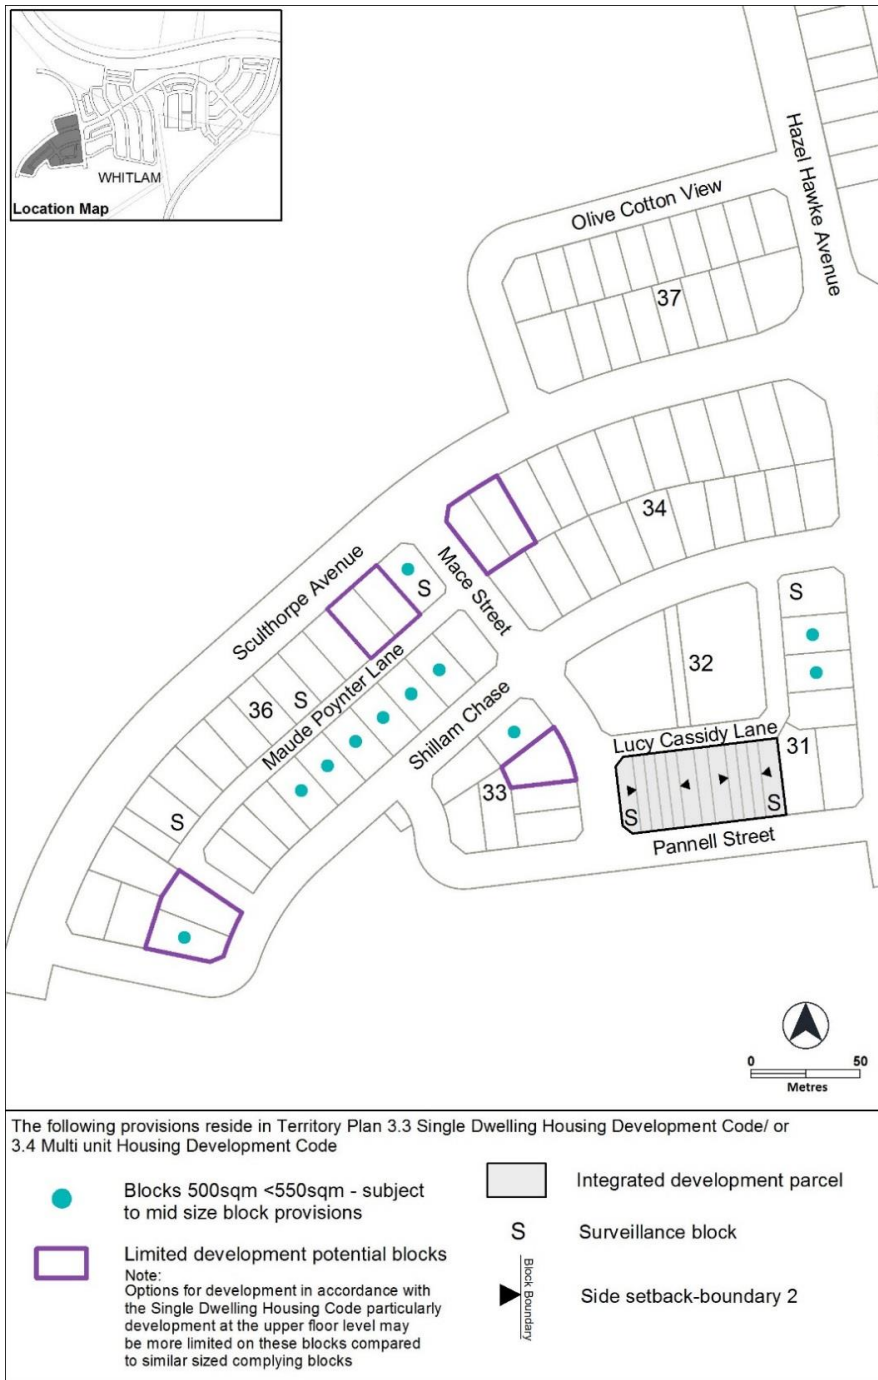 WHITLAM
Location Map
Olive Cotton View
Hazel Hawke Avenue
37
34
Sculthorpe Avenue
S
Mace Street
S
32
36
S
Maude Poynter Lane
Shillam Chase
Lucy Cassidy Lane
31
33
S
S
S
Pannell Street
0 50
Metres
The following provisions reside in Territory Plan 3.3 Single Dwelling Housing Development Code/ or
3.4 Multi unit Housing Development Code
Blocks 500sqm <550sqm - subject
to mid size block provisions
Limited development potential blocks
Note:
Options for development in accordance with
the Single Dwelling Housing Code particularly
development at the upper floor level may
be more limited on these blocks compared
to similar sized complying blocks
Integrated development parcel
S Surveillance block
Block Boundary
Side setback-boundary 2